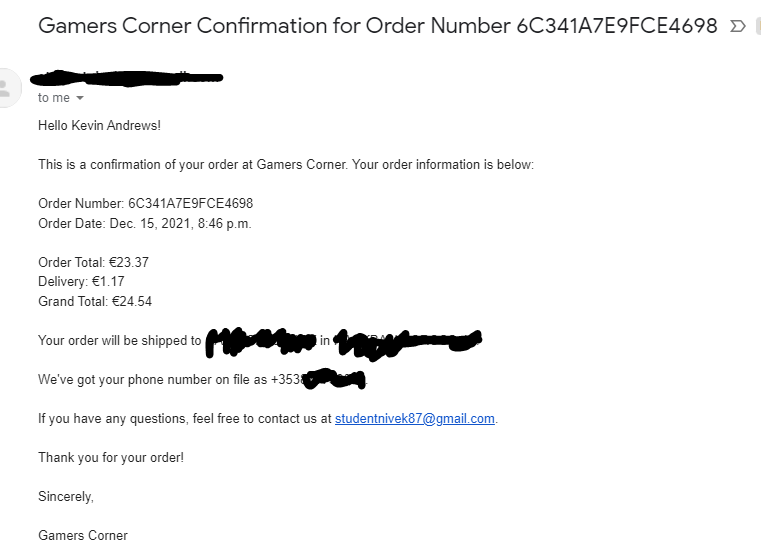 Gamers Corner Confirmation for Order Number 6C341A7E9FCE4698
to me
Hello Kevin Andrews!
This is a confirmation of your order at Gamers Corner. Your order information is below:
Order Number: 6C341A7E9FCE4698
Order Date: Dec. 15, 2021, 8:46 p.m.
Order Total: €23.37
Delivery: €1.17
Grand Total: €24.54
Your order will be shipped to in
We've got your phone number on file as +353
If you have any questions, feel free to contact us at studentnivek87@gmail.com.
Thank you for your order!
Sincerely,
Gamers Corner